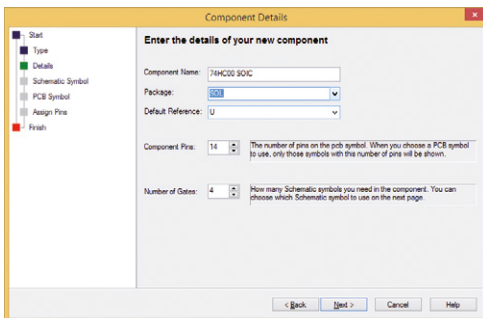 Component Details
Start
Type
Details
Schematic Symbol
PCB Symbol
Assign Pins
Finish
Enter the details of your new component
Component Name: 74HC00 SOIC
Package: SOIC
Default Reference: U
Component Pins: 14 The number of pins on the pcb symbol. When you choose a PCB symbol
to use, only those symbols with this number of pins will be shown.
Number of Gates: 4 How many Schematic symbols you need in the component. You can
choose which Schematic symbol to use on the next page.
< Back Next > Cancel Help